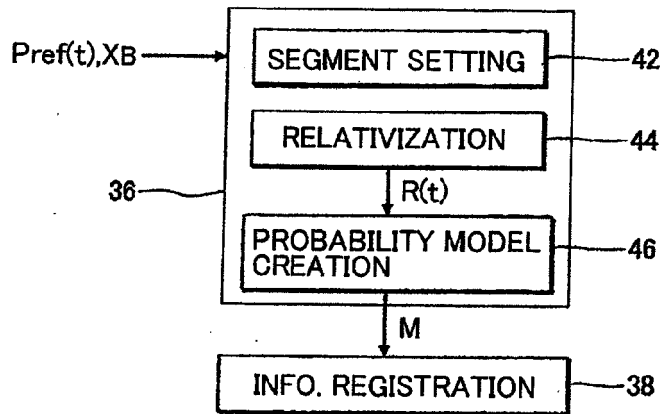 Pref(t),XB
SEGMENT SETTING
42
RELATIVIZATION
44
36
R(t)
PROBABILITY MODEL
CREATION
46
M
INFO. REGISTRATION
38